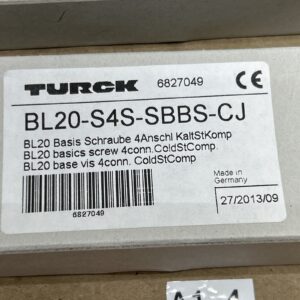 TURCK 6827049 CE
BL20-S4S-SBBS-CJ
BL20 Basis Schraube 4Anschl KaltStKomp
BL20 basics screw 4conn.ColdStComp.
BL20 base vis 4conn. ColdStComp
6827049
Made in
Germany
27/2013/09